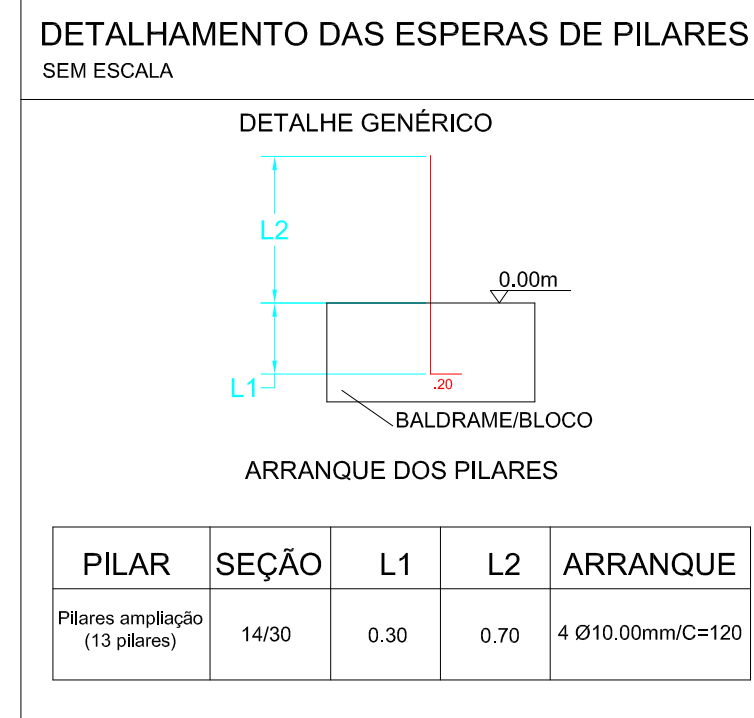 DETALHAMENTO DAS ESPERAS DE PILARES
SEM ESCALA
DETALHE GENÉRICO
L2
0.00m
L1
.20
BALDRAME/BLOCO
ARRANQUE DOS PILARES
PILAR SEÇÃO L1 L2 ARRANQUE
Pilares ampliação
(13 pilares) 14/30 0.30 0.70 4 Ø10.00mm/C=120